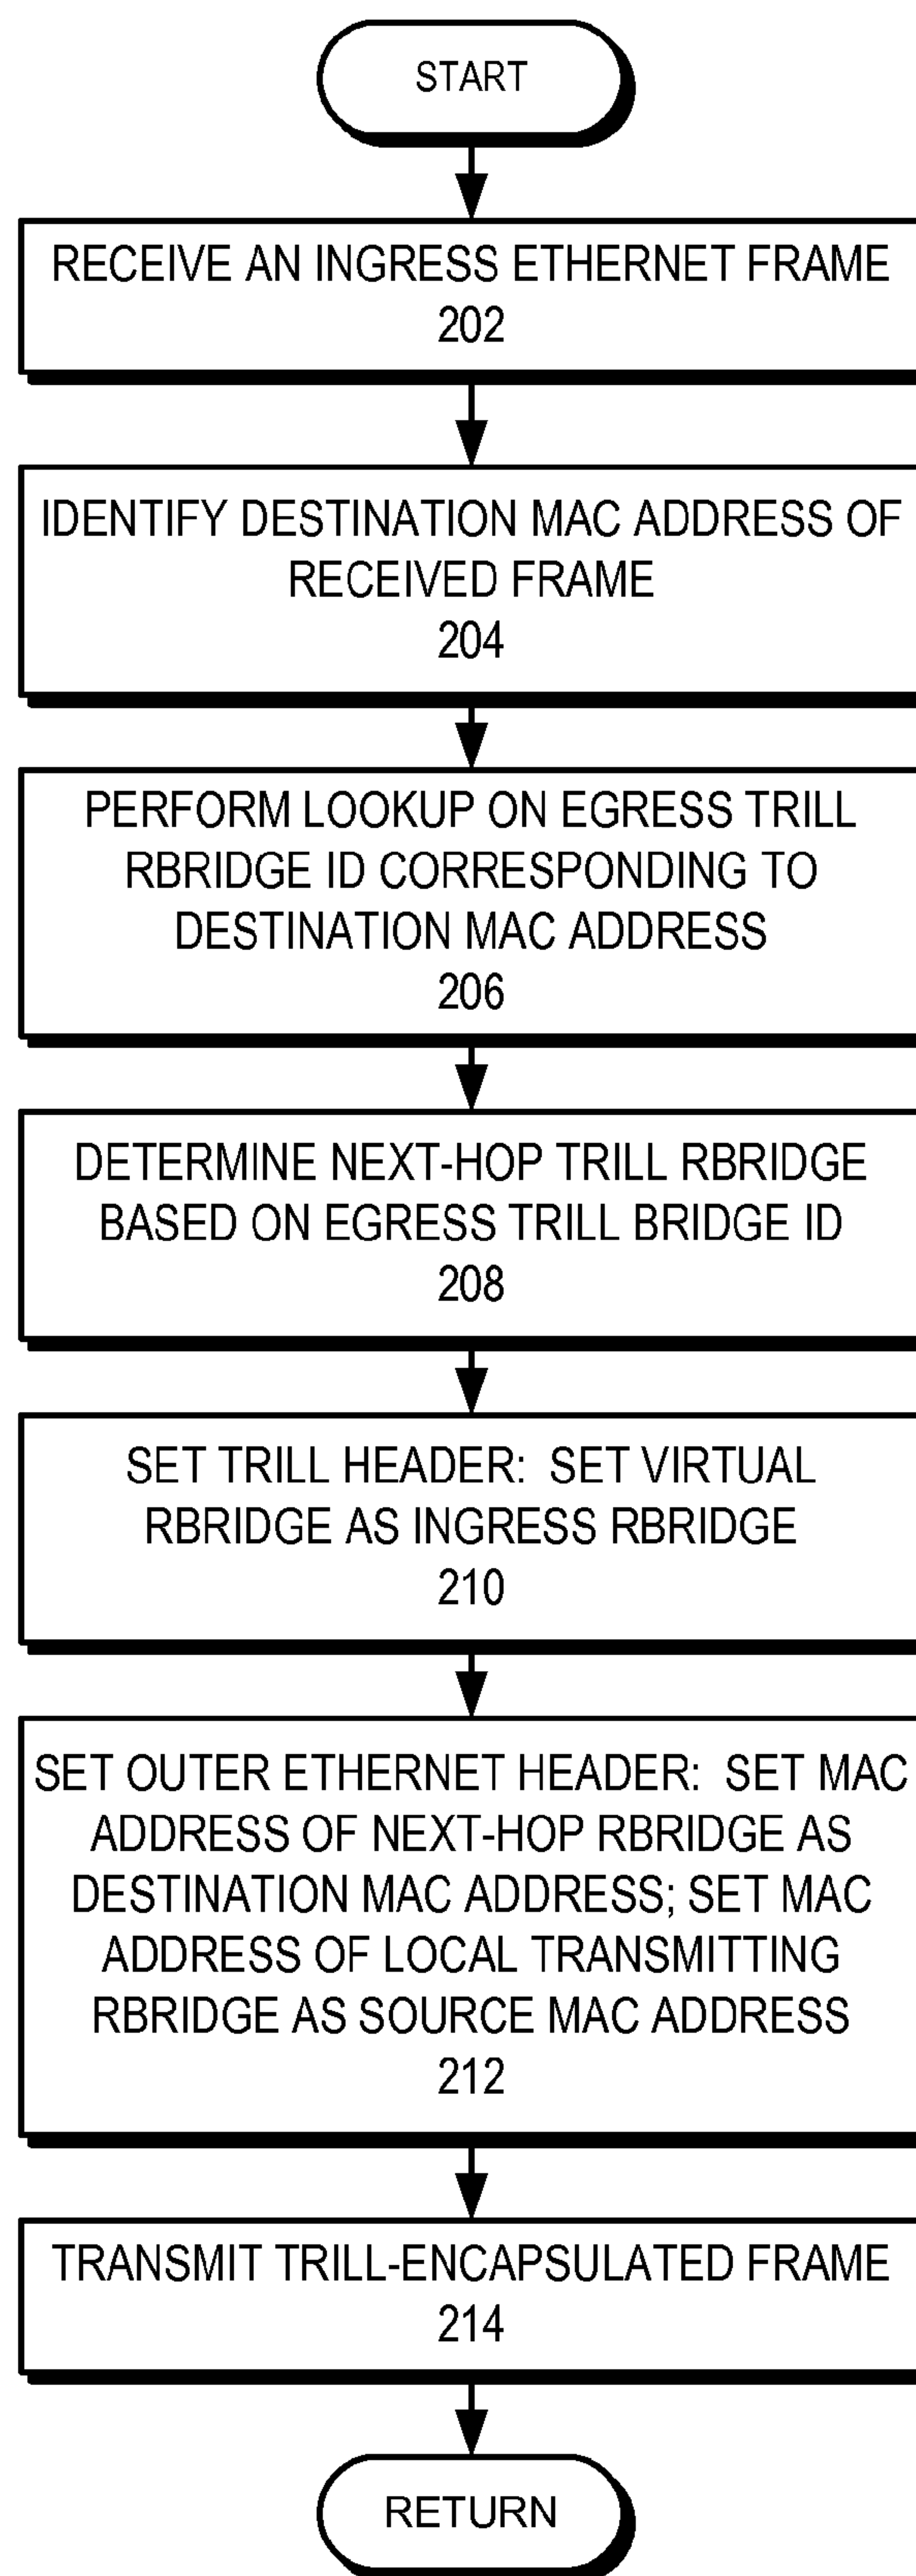 START
RECEIVE AN INGRESS ETHERNET FRAME
202
IDENTIFY DESTINATION MAC ADDRESS OF
RECEIVED FRAME
204
PERFORM LOOKUP ON EGRESS TRILL
RBRIDGE ID CORRESPONDING TO
DESTINATION MAC ADDRESS
206
DETERMINE NEXT-HOP TRILL RBRIDGE
BASED ON EGRESS TRILL BRIDGE ID
208
SET TRILL HEADER: SET VIRTUAL
RBRIDGE AS INGRESS RBRIDGE
210
SET OUTER ETHERNET HEADER: SET MAC
ADDRESS OF NEXT-HOP RBRIDGE AS
DESTINATION MAC ADDRESS; SET MAC
ADDRESS OF LOCAL TRANSMITTING
RBRIDGE AS SOURCE MAC ADDRESS
212
TRANSMIT TRILL-ENCAPSULATED FRAME
214
RETURN